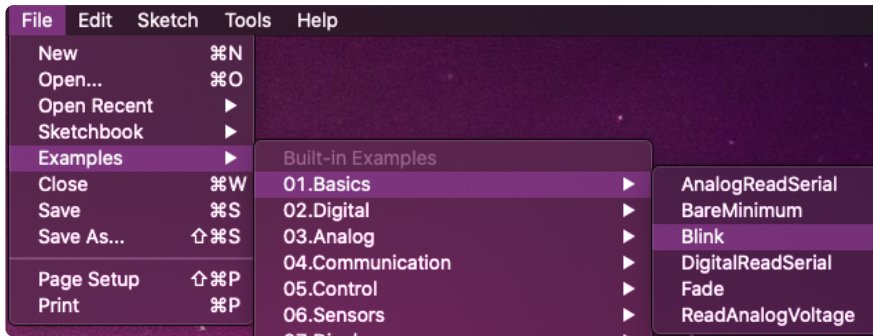 File Edit Sketch Tools Help
New ⌘N
Open... ⌘O
Open Recent ▶
Sketchbook ▶
Examples ▶
Close ⌘W
Save ⌘S
Save As... ⇧⌘S
Page Setup ⇧⌘P
Print ⌘P
Built-in Examples
01.Basics ▶
02.Digital ▶
03.Analog ▶
04.Communication ▶
05.Control ▶
06.Sensors ▶
AnalogReadSerial
BareMinimum
Blink
DigitalReadSerial
Fade
ReadAnalogVoltage